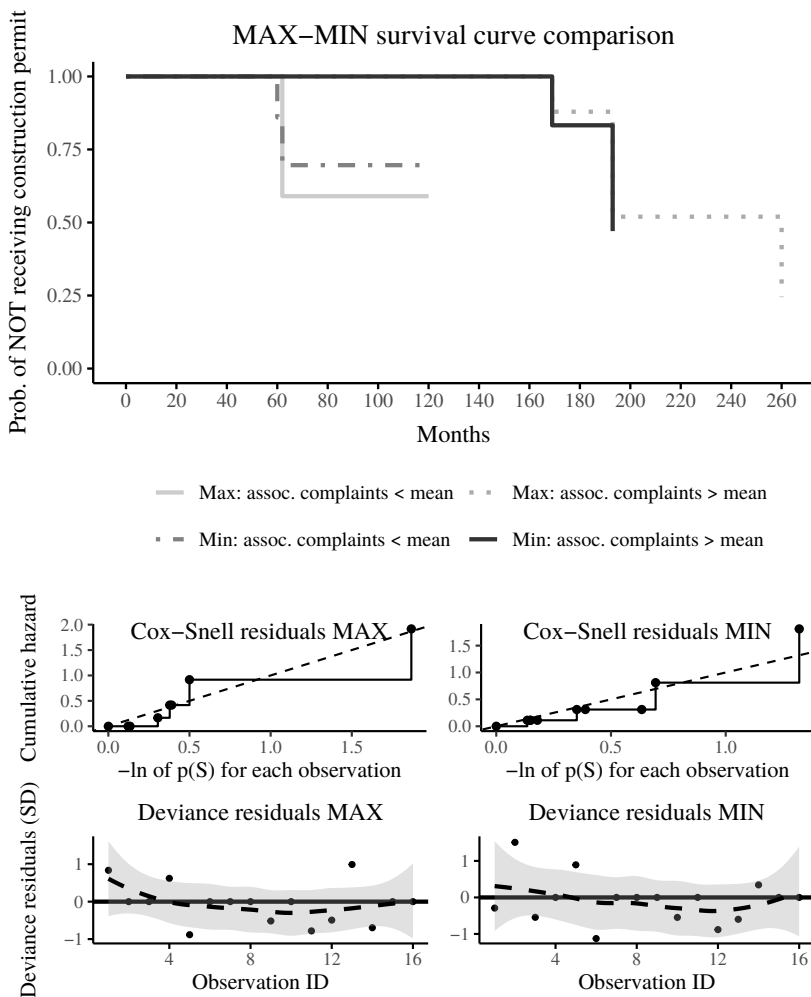 MAX−MIN survival curve comparison
Prob. of NOT receiving construction permit
1.00
0.75
0.50
0.25
0.00
0 20 40 60 80 100 120 140 160 180 200 220 240 260
Months
Max: assoc. complaints < mean
Max: assoc. complaints > mean
Min: assoc. complaints < mean
Min: assoc. complaints > mean
Cox−Snell residuals MAX
Cumulative hazard
2.0
1.5
1.0
0.5
0.0
0.0 0.5 1.0 1.5
−ln of p(S) for each observation
Cox−Snell residuals MIN
1.5
1.0
0.5
0.0
0.0 0.5 1.0
−ln of p(S) for each observation
Deviance residuals MAX
Deviance residuals (SD)
1
0
−1
4 8 12 16
Observation ID
Deviance residuals MIN
1
0
−1
4 8 12 16
Observation ID